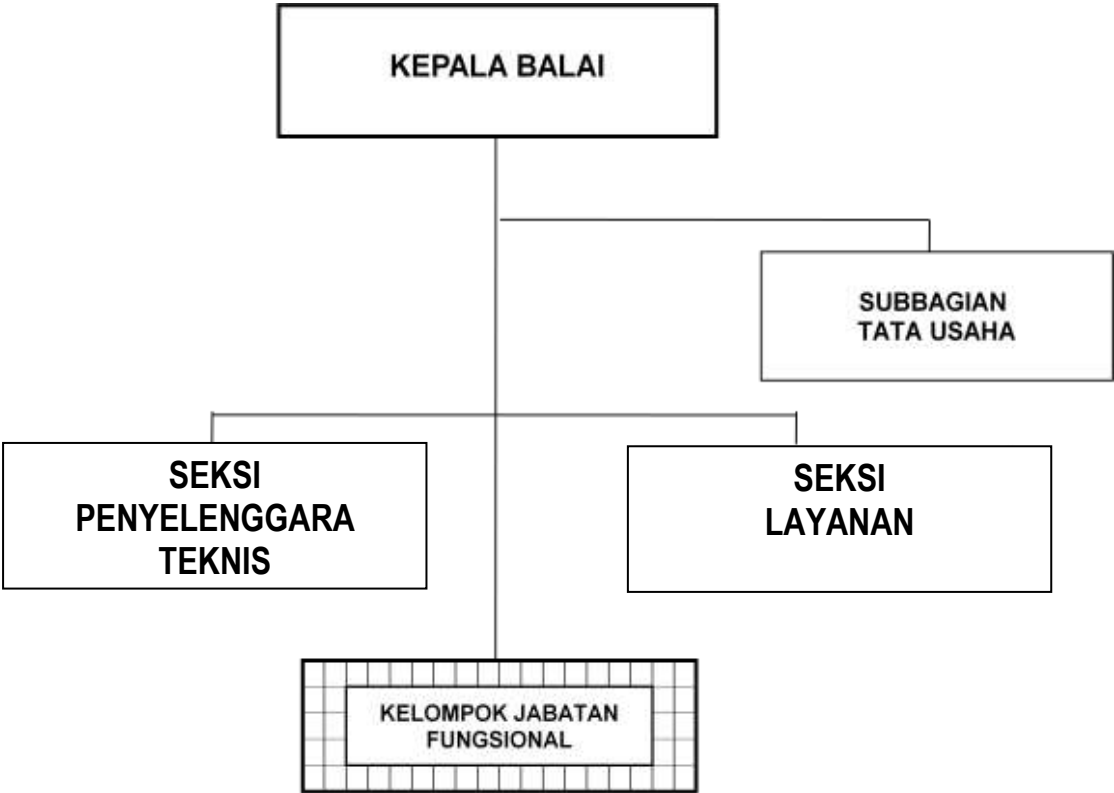 KEPALA BALAI
SUBBAGIAN
TATA USAHA
SEKSI
PENYELENGGARA
TEKNIS
SEKSI
LAYANAN
KELOMPOK JABATAN
FUNGSIONAL